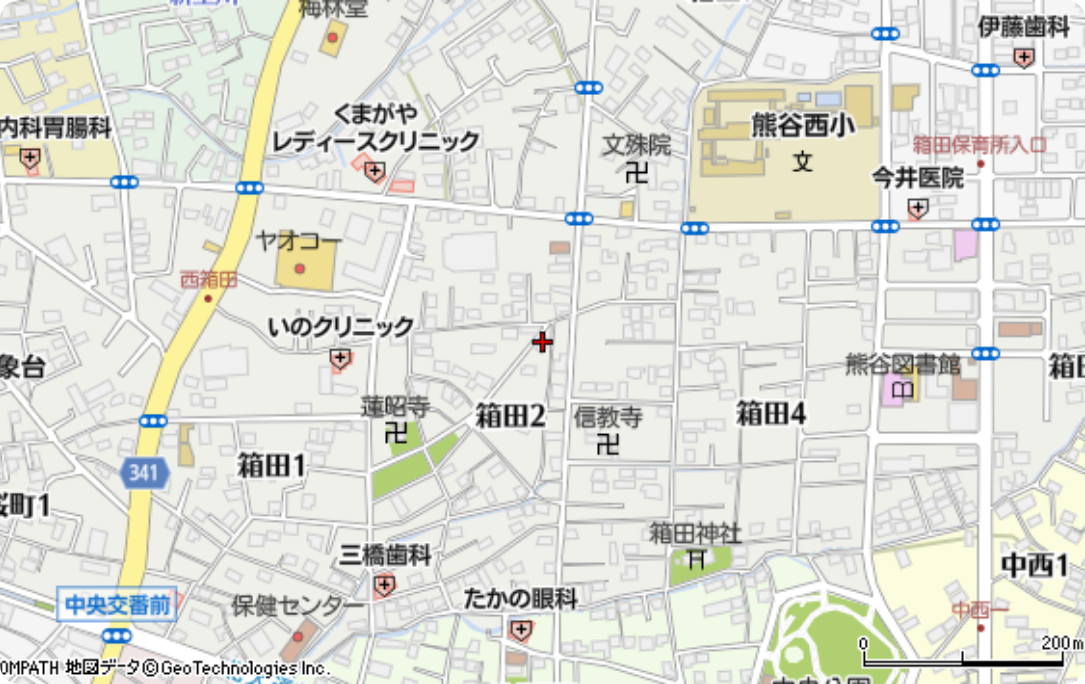 梅林堂
伊藤歯科
くまがや
レディースクリニック
内科胃腸科
文殊院
熊谷西小
文
箱田保育所入口
今井医院
ヤオコー
西箱田
いのクリニック
象台
熊谷図書館
蓮昭寺
箱田2
信教寺
箱田4
箱田1
341
町1
箱田神社
三橋歯科
中西1
中央交番前
保健センター
たかの眼科
中西一
0
200m
OMPATH 地図データ©GeoTechnologies Inc.
中央公園